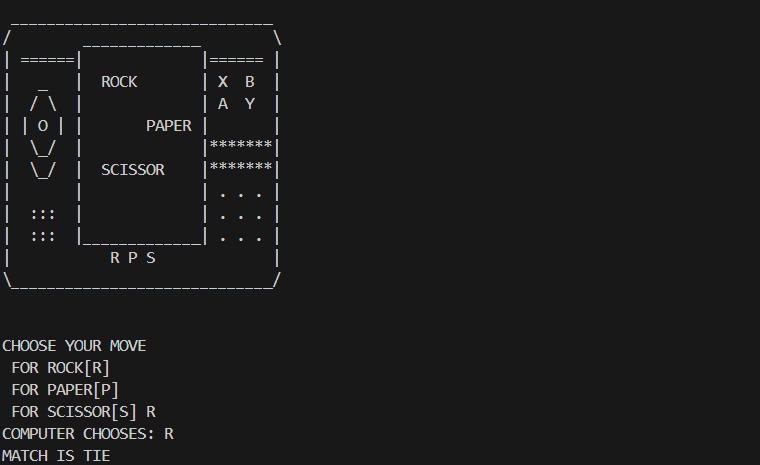 ====== ======
ROCK X B
A Y
O PAPER
*******
SCISSOR *******
. . .
::: . . .
::: . . .
R P S
CHOOSE YOUR MOVE
FOR ROCK[R]
FOR PAPER[P]
FOR SCISSOR[S] R
COMPUTER CHOOSES: R
MATCH IS TIE